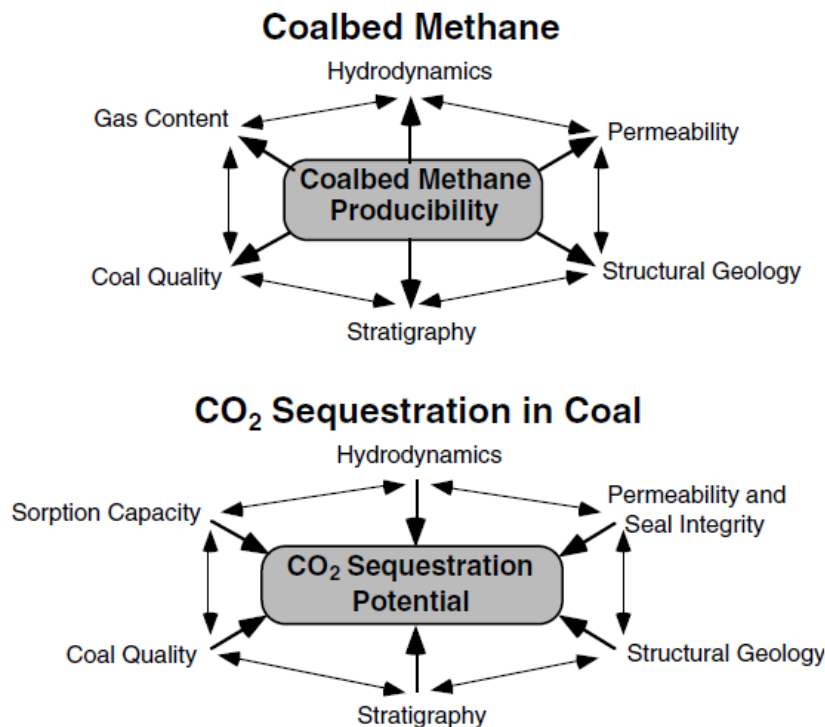 Coalbed Methane
Hydrodynamics
Gas Content
Permeability
Coalbed Methane
Producibility
Coal Quality
Structural Geology
Stratigraphy
CO₂ Sequestration in Coal
Hydrodynamics
Sorption Capacity
Permeability and
Seal Integrity
CO₂ Sequestration
Potential
Coal Quality
Structural Geology
Stratigraphy